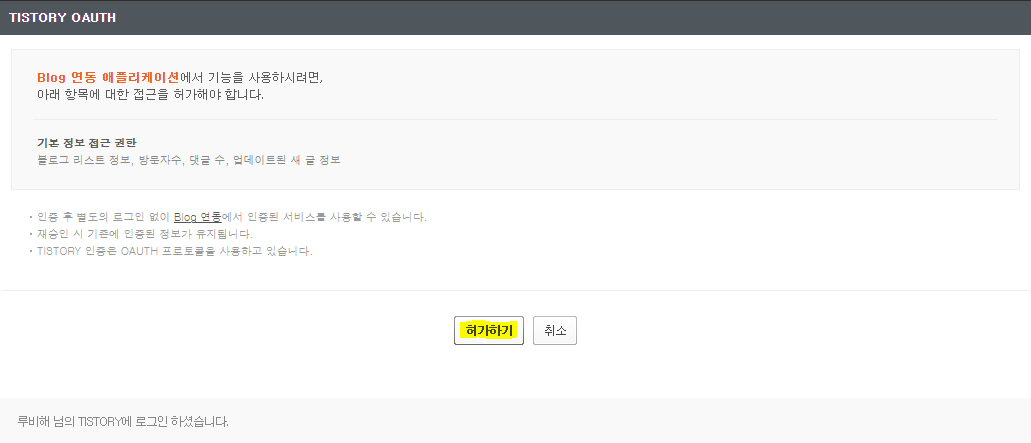 TISTORY OAUTH
Blog 연동 애플리케이션에서 기능을 사용하시려면,
아래 항목에 대한 접근을 허가해야 합니다.
기본 정보 접근 권한
블로그 리스트 정보, 방문자수, 댓글 수, 업데이트된 새 글 정보
• 인증 후 별도의 로그인 없이 Blog 연동에서 인증된 서비스를 사용할 수 있습니다.
• 재승인 시 기존에 인증된 정보가 유지됩니다.
• TISTORY 인증은 OAUTH 프로토콜을 사용하고 있습니다.
허가하기 취소
루비해 님의 TISTORY에 로그인 하셨습니다.